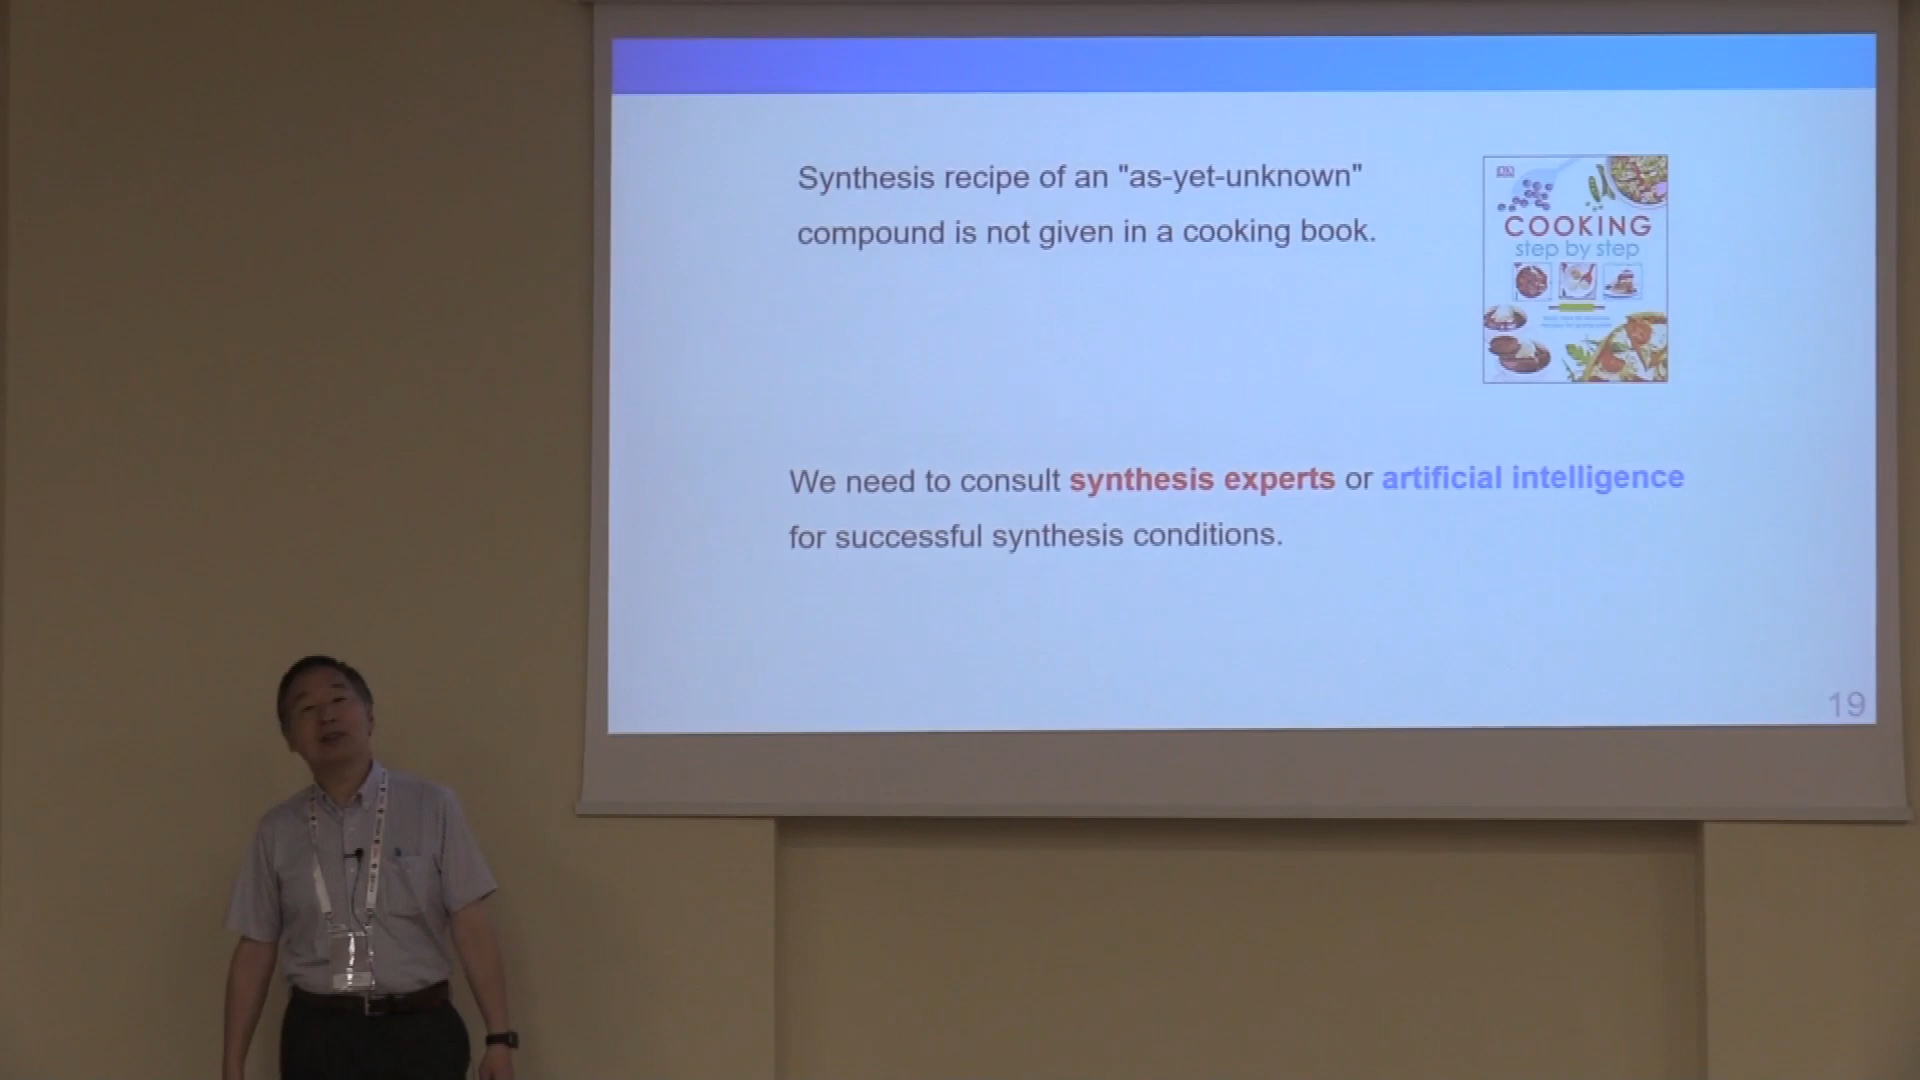 Synthesis recipe of an "as-yet-unknown"
compound is not given in a cooking book.
DK
COOKING
step by step
We need to consult synthesis experts or artificial intelligence
for successful synthesis conditions.
19